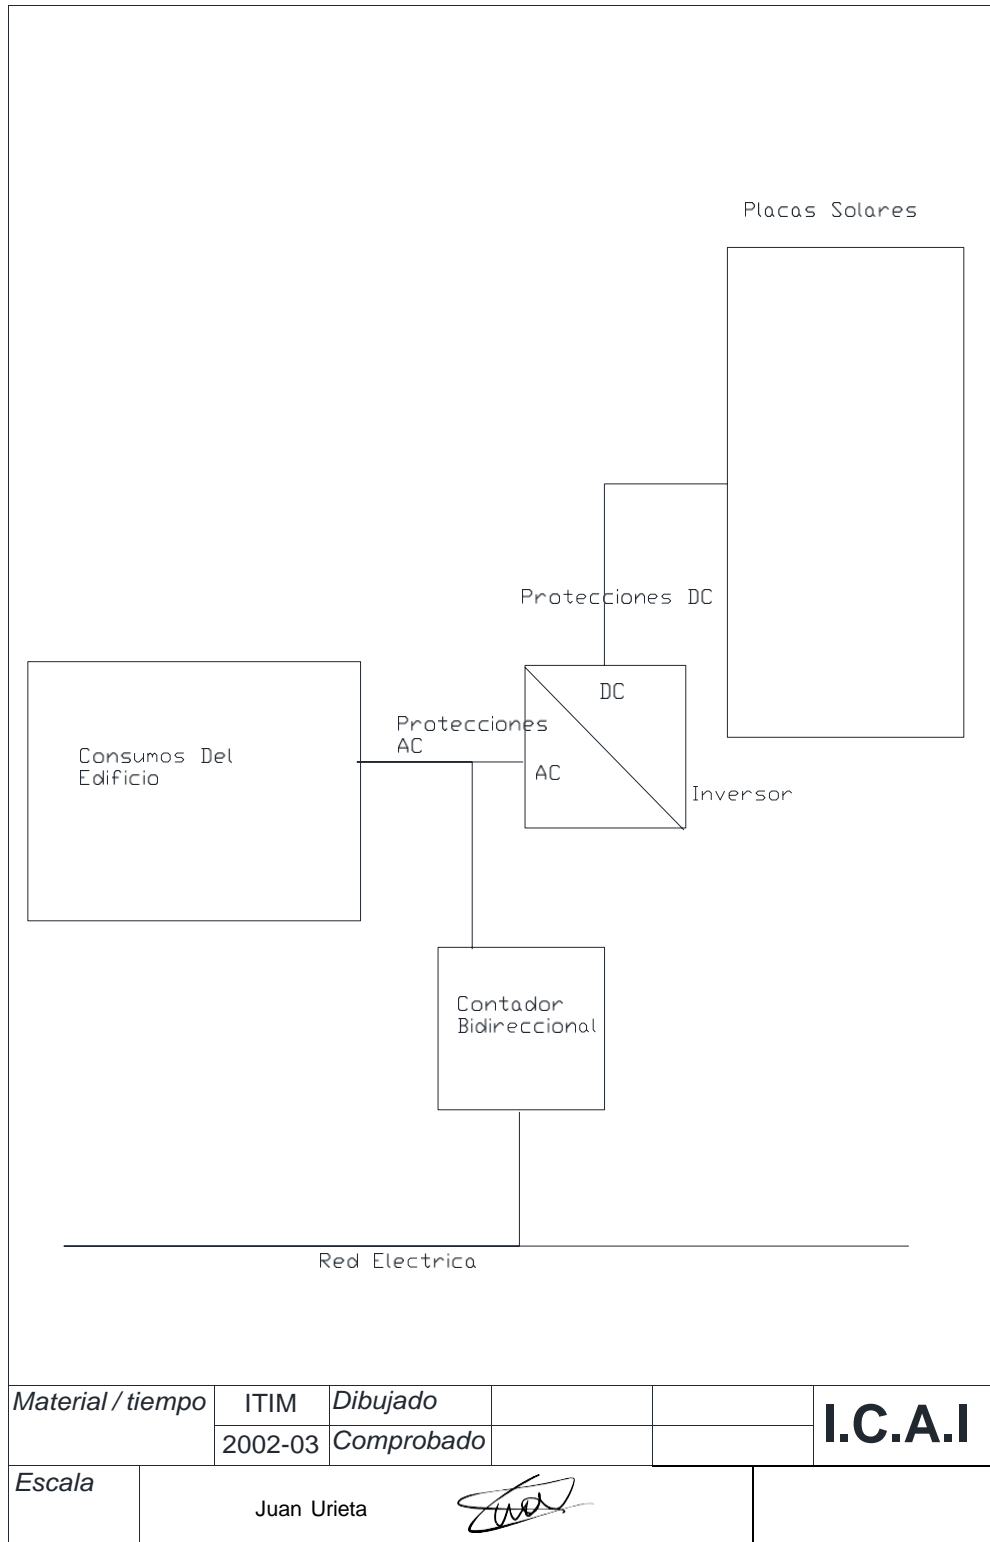 Placas Solares
Protecciones DC
DC
Protecciones
AC
Consumos Del
Edificio
AC
Inversor
Contador
Bidireccional
Red Electrica
Material / tiempo
ITIM
Dibujado
I.C.A.I
2002-03
Comprobado
Escala
Juan Urieta